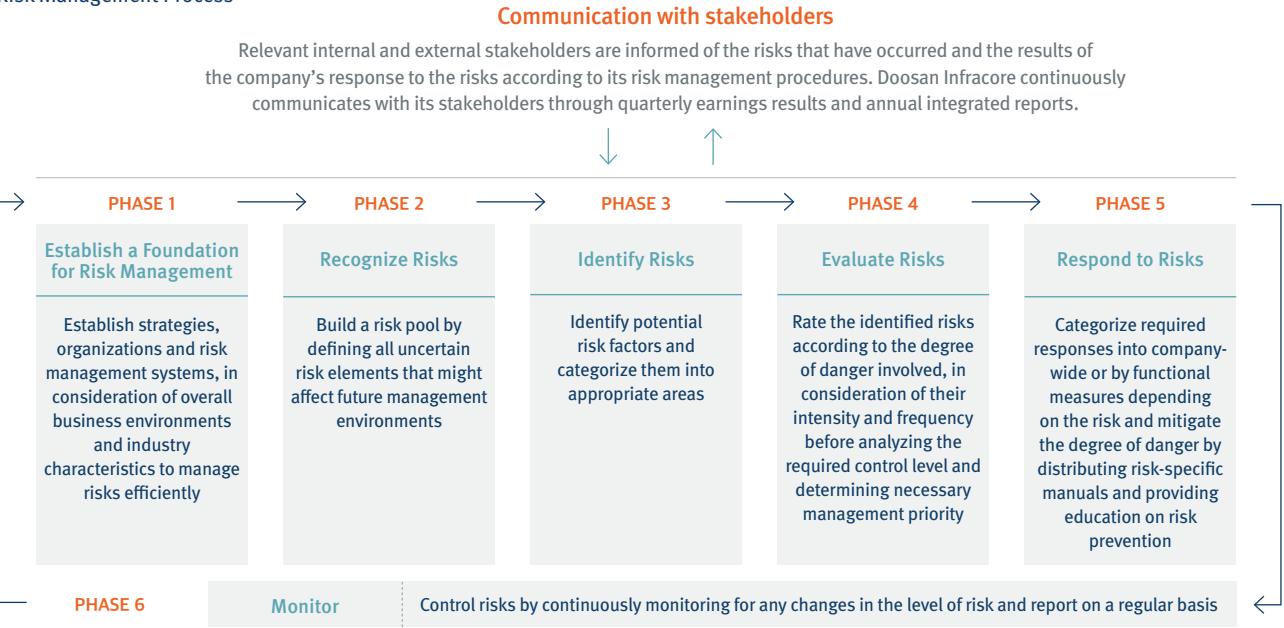 Risk Management Process
Communication with stakeholders
Relevant internal and external stakeholders are informed of the risks that have occurred and the results of
the company's response to the risks according to its risk management procedures. Doosan Infracore continuously
communicates with its stakeholders through quarterly earnings results and annual integrated reports.
PHASE 1
Establish a Foundation
for Risk Management
Establish strategies,
organizations and risk
management systems, in
consideration of overall
business environments
and industry
characteristics to manage
risks efficiently
PHASE 2
Recognize Risks
Build a risk pool by
defining all uncertain
risk elements that might
affect future management
environments
PHASE 3
Identify Risks
Identify potential
risk factors and
categorize them into
appropriate areas
PHASE 4
Evaluate Risks
Rate the identified risks
according to the degree
of danger involved, in
consideration of their
intensity and frequency
before analyzing the
required control level and
determining necessary
management priority
PHASE 5
Respond to Risks
Categorize required
responses into company-
wide or by functional
measures depending
on the risk and mitigate
the degree of danger by
distributing risk-specific
manuals and providing
education on risk
prevention
PHASE 6
Monitor
Control risks by continuously monitoring for any changes in the level of risk and report on a regular basis